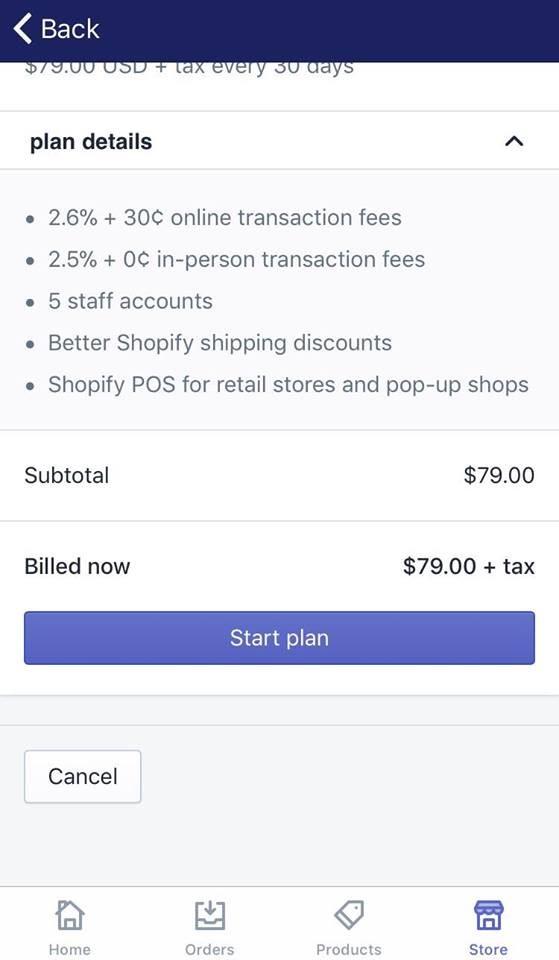 Back
$79.00 USD + tax every 30 days
plan details
• 2.6% + 30¢ online transaction fees
• 2.5% + 0¢ in-person transaction fees
• 5 staff accounts
• Better Shopify shipping discounts
• Shopify POS for retail stores and pop-up shops
Subtotal $79.00
Billed now $79.00 + tax
Start plan
Cancel
Home Orders Products Store